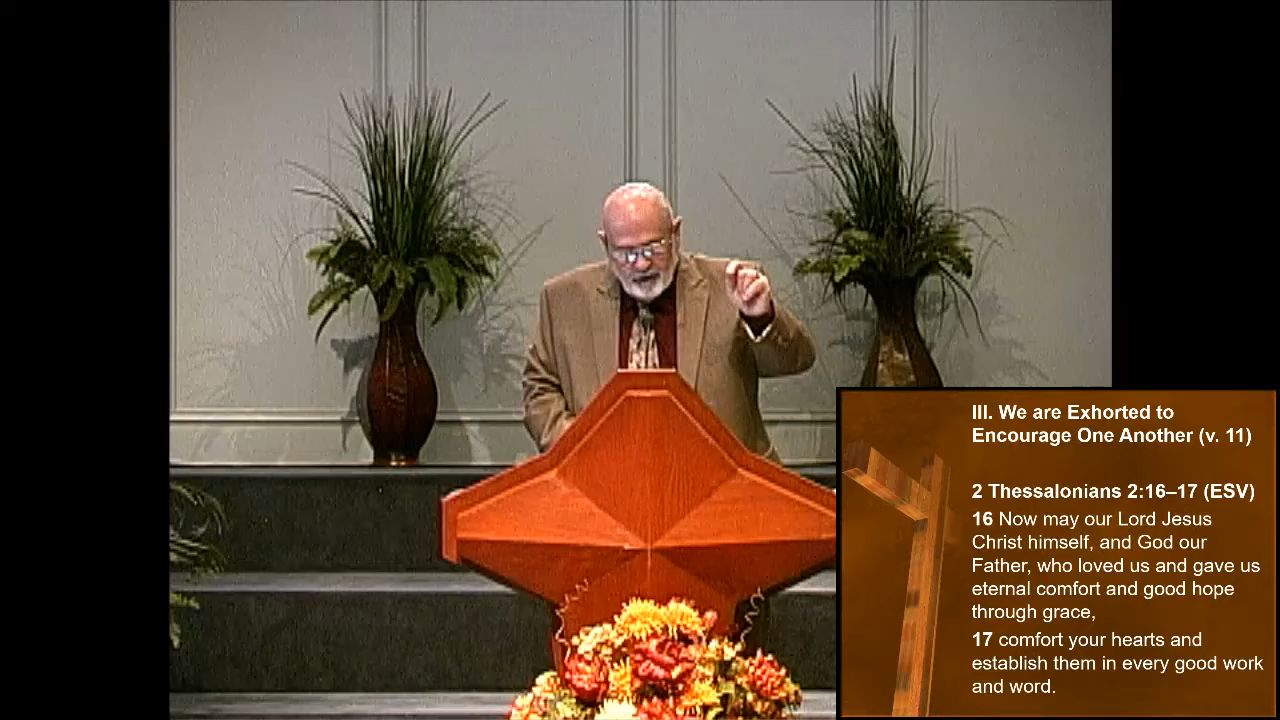 III. We are Exhorted to
Encourage One Another (v. 11)
2 Thessalonians 2:16–17 (ESV)
16 Now may our Lord Jesus
Christ himself, and God our
Father, who loved us and gave us
eternal comfort and good hope
through grace,
17 comfort your hearts and
establish them in every good work
and word.